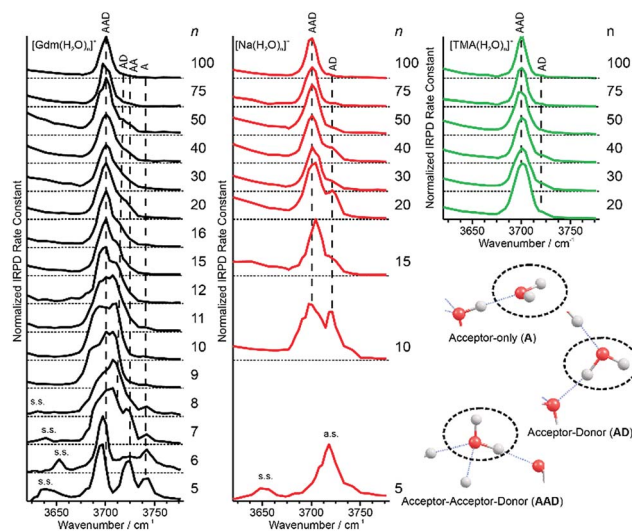 [Gdm(H₂O)ₙ]⁺
AAD
AD
AA
A
n
100
75
50
40
30
20
16
15
12
11
10
9
8
7
6
5
s.s.
s.s.
s.s.
s.s.
Normalized IRPD Rate Constant
3650 3700 3750
Wavenumber / cm⁻¹
[Na(H₂O)ₙ]⁺
AAD
AD
n
100
75
50
40
30
20
15
10
5
s.s.
a.s.
Normalized IRPD Rate Constant
3650 3700 3750
Wavenumber / cm⁻¹
[TMA(H₂O)ₙ]⁺
AAD
AD
n
100
75
50
40
30
20
Normalized IRPD Rate Constant
3650 3700 3750
Wavenumber / cm⁻¹
Acceptor-only (A)
Acceptor-Donor (AD)
Acceptor-Acceptor-Donor (AAD)